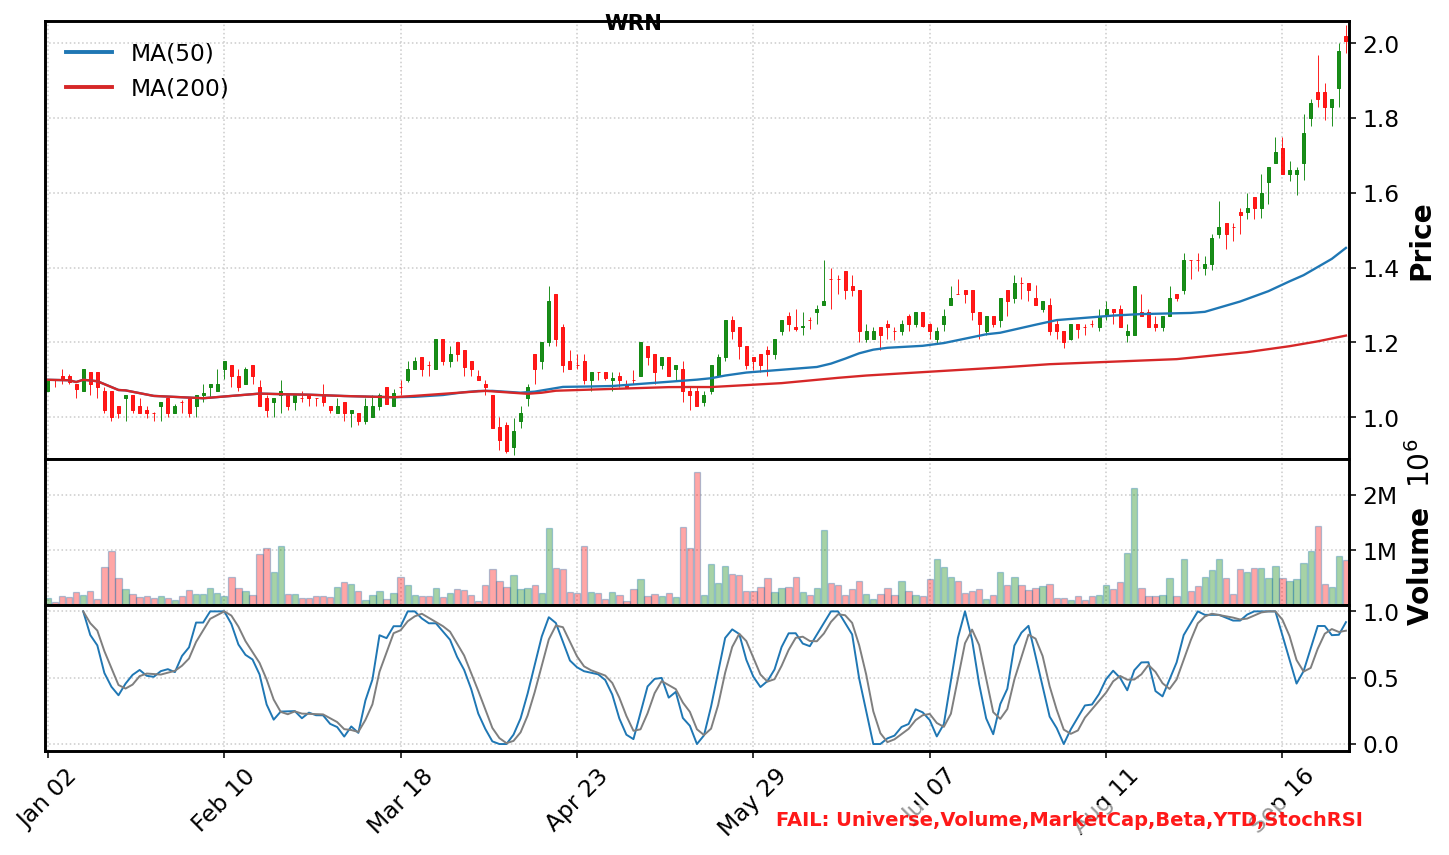 WRN
MA(50)
MA(200)
2.0
1.8
1.6
1.4
1.2
1.0
Price
2M
1M
Volume 10^6
1.0
0.5
0.0
Jan 02
Feb 10
Mar 18
Apr 23
May 29
Jul 07
Aug 11
Sep 16
FAIL: Universe,Volume,MarketCap,Beta,YTD,StochRSI